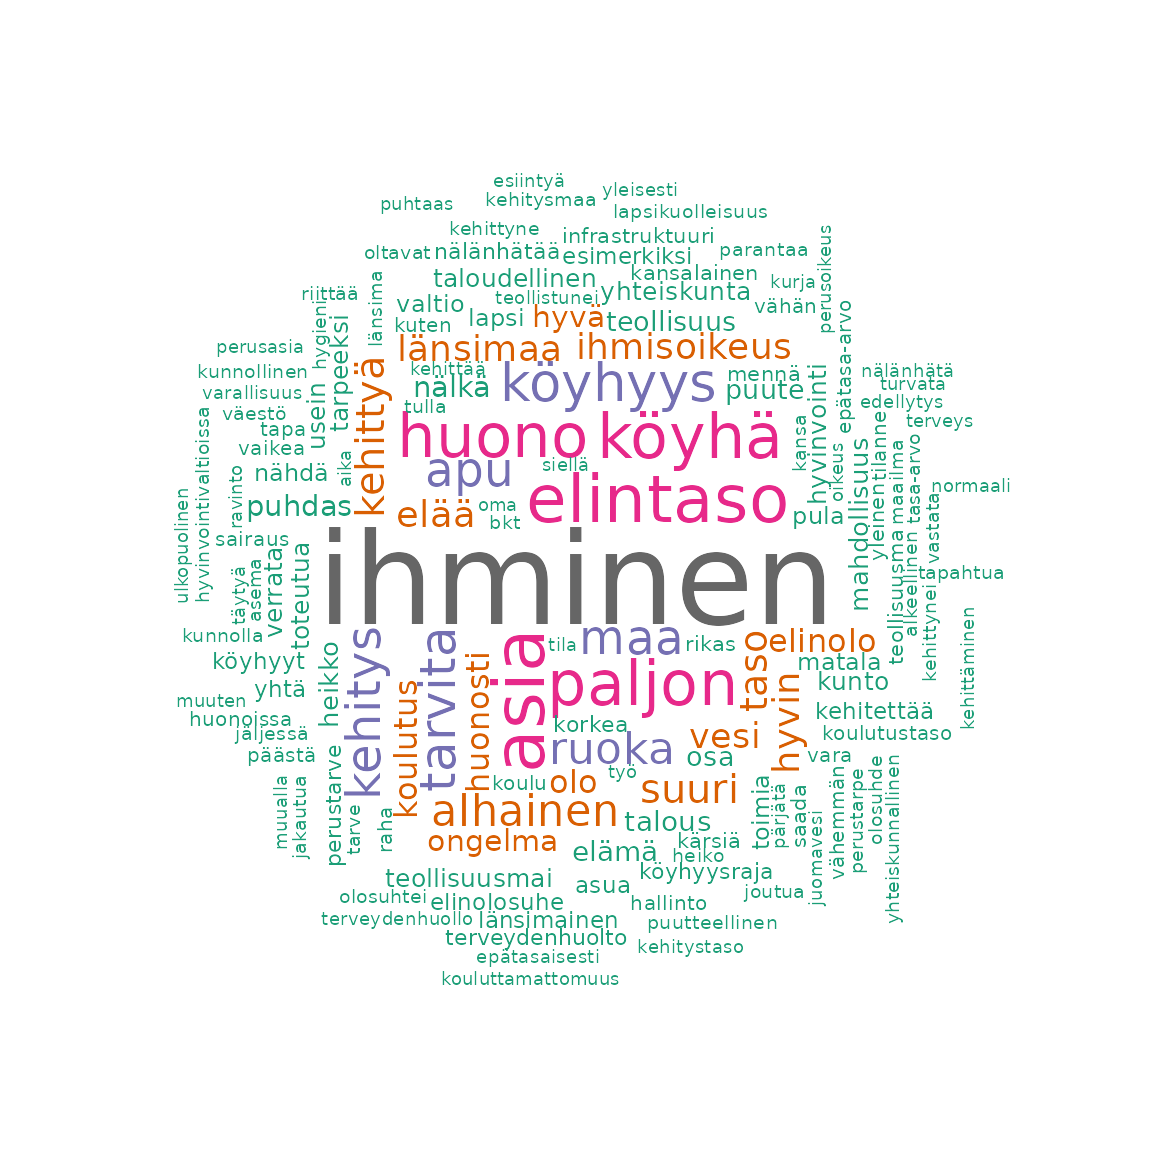 esiintyä
yleisesti
kehitysmaa
puhtaas
lapsikuolleisuus
kehittyne
infrastruktuuri
oltavat
nälänhätää
esimerkiksi
parantaa
perusoikeus
taloudellinen
kansalainen
kurja
riittää
länsima
teollistunei
yhteiskunta
vähän
valtio
hygieni
kuten
lapsi
hyvä
teollisuus
epätasa-arvo
tarpeeksi
perusasia
länsimaa
ihmisoikeus
kunnollinen
kehittää
mennä
nälänhätä
varallisuus
nälkä
köyhyys
puute
turvata
usein
kehittyä
tulla
hyvinvointi
edellytys
väestö
tapa
huono
köyhä
kansa
terveys
vaikea
aika
apu
siellä
oikeus
tilanne
maailma
tasa-arvo
nähdä
elintaso
normaali
hyvinvointivaltioissa
ravinto
puhdas
elää
oma
bkt
pula
mahdollisuus
yleinen
vastata
ulkopuolinen
sairaus
ihminen
täytyä
asema
verrata
toteutua
teollisuusma
alkeellinen
tapahtua
kehittynei
kunnolla
asia
tila
maa
rikas
taso
elinolo
kehittäminen
köyhyyt
heikko
kehitys
tarvita
huonosti
paljon
matala
yhtä
koulutus
hyvin
kunto
muuten
huonoissa
korkea
vesi
kehitettää
jäljessä
ruoka
koulutustaso
päästä
osa
vara
työ
koulu
olo
suuri
muualla
jakautua
perustarve
tarve
raha
alhainen
talous
toimia
pärjätä
saada
juomavesi
vähemmän
perustarpe
olosuhde
yhteiskunnallinen
ongelma
kärsiä
elämä
heiko
köyhyysraja
teollisuusmai
asua
joutua
olosuhtei
elinolosuhe
hallinto
terveydenhuollo
länsimainen
puutteellinen
terveydenhuolto
kehitystaso
epätasaisesti
kouluttamattomuus